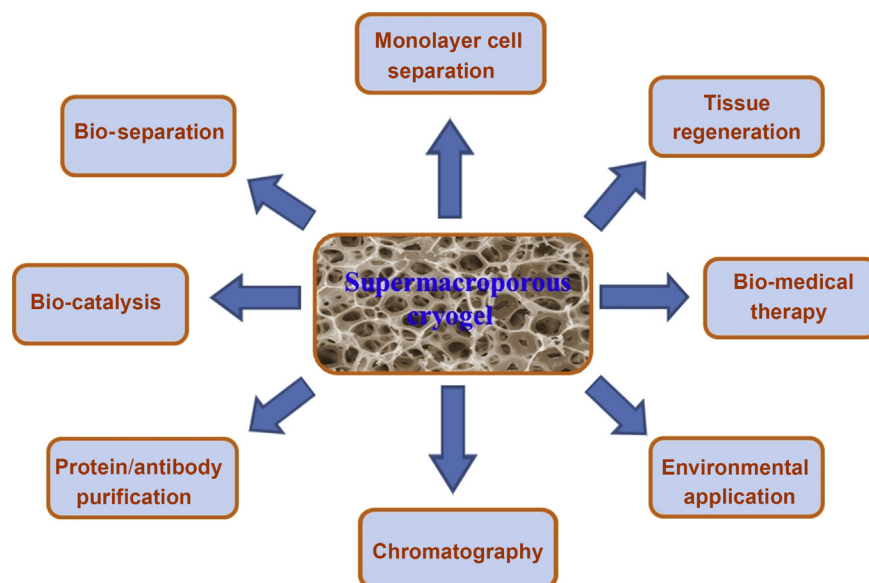 Monolayer cell
separation
Tissue
regeneration
Bio-separation
Supermacroporous
cryogel
Bio-medical
therapy
Bio-catalysis
Protein/antibody
purification
Environmental
application
Chromatography